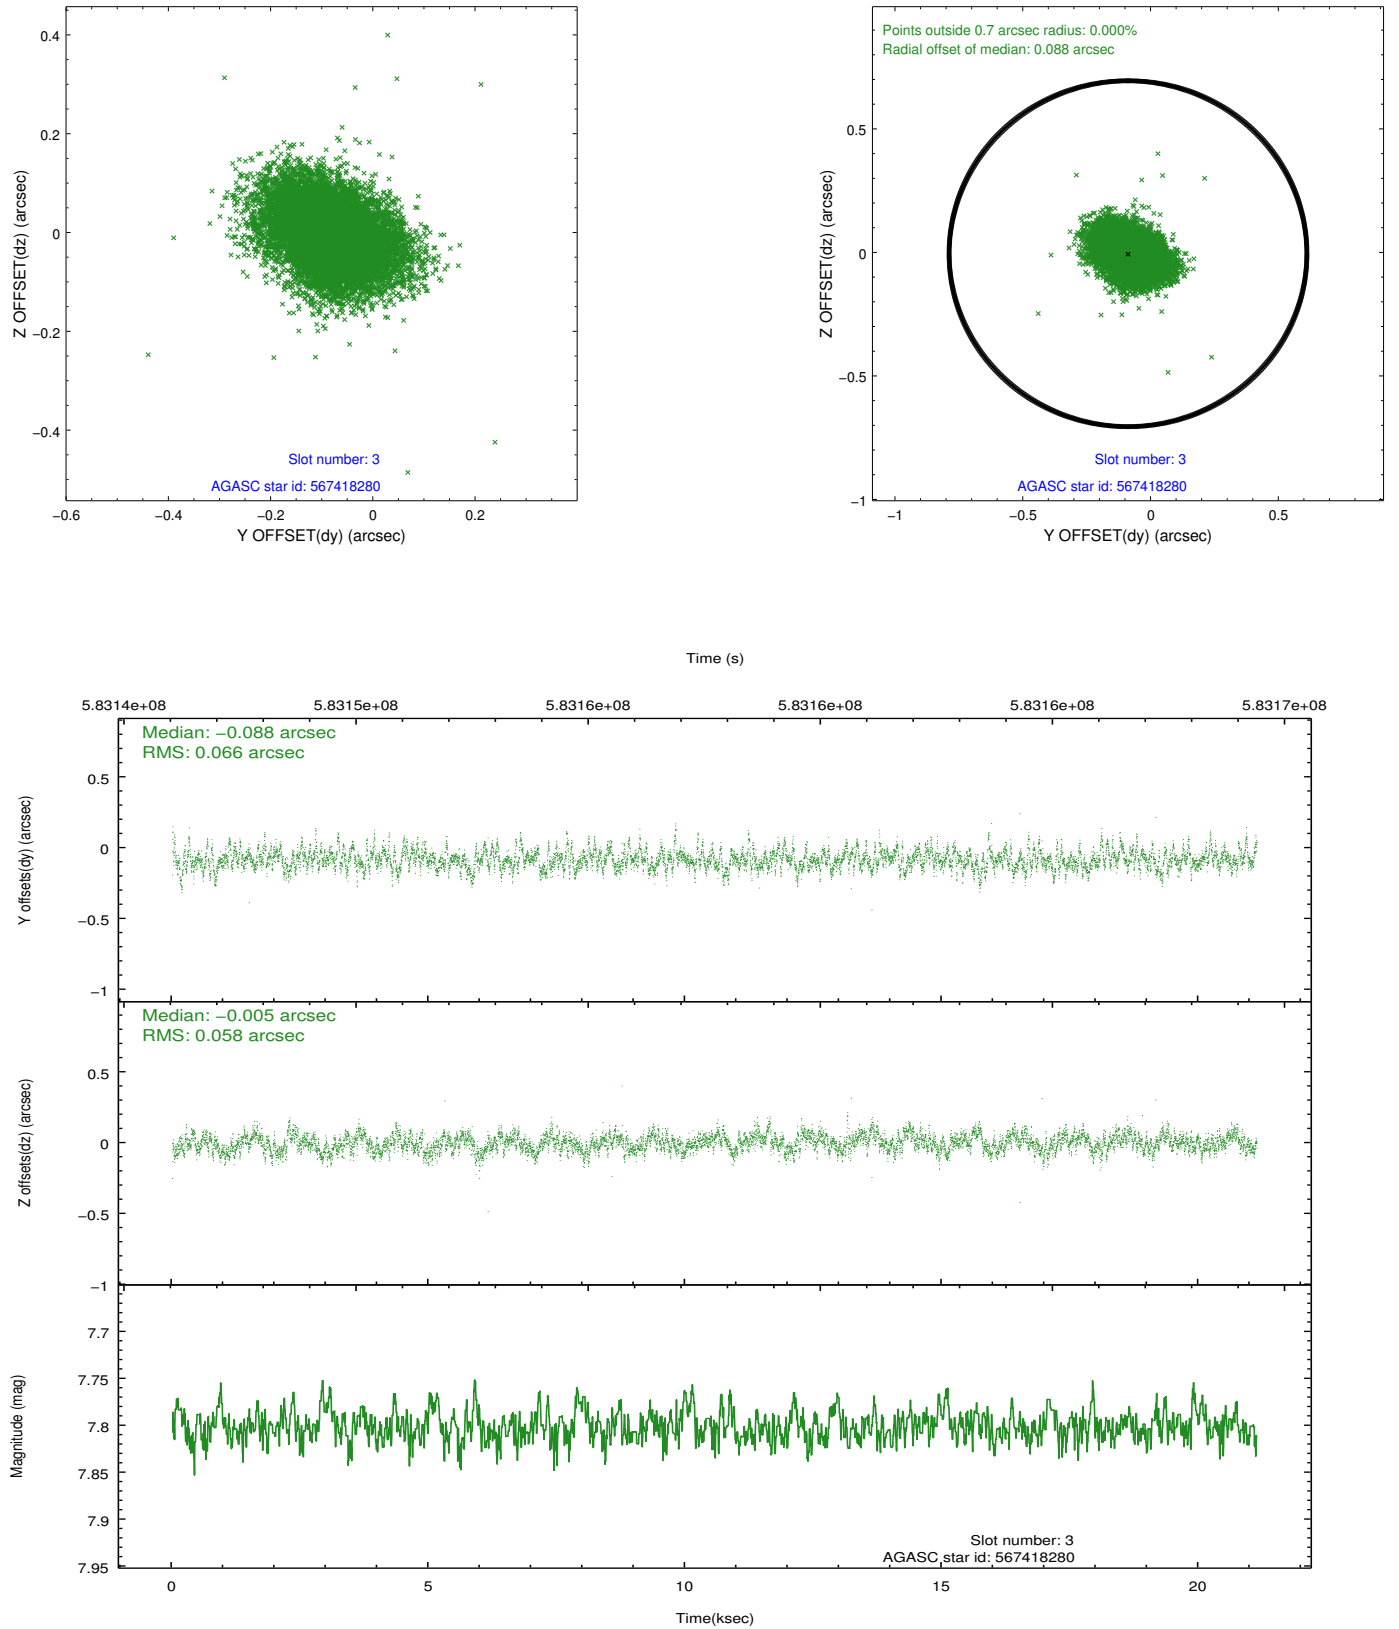 0.4
0.2
0
−0.2
−0.4
−0.6
−0.4
−0.2
0
0.2
Z OFFSET(dz) (arcsec)
Y OFFSET(dy) (arcsec)
Slot number: 3
AGASC star id: 567418280
Points outside 0.7 arcsec radius: 0.000%
Radial offset of median: 0.088 arcsec
0.5
0
−0.5
−1
−1
−0.5
0
0.5
Z OFFSET(dz) (arcsec)
Y OFFSET(dy) (arcsec)
Slot number: 3
AGASC star id: 567418280
Time (s)
5.8314e+08
5.8315e+08
5.8316e+08
5.8316e+08
5.8316e+08
5.8317e+08
Median: −0.088 arcsec
RMS: 0.066 arcsec
0.5
0
−0.5
−1
Y offsets(dy) (arcsec)
Median: −0.005 arcsec
RMS: 0.058 arcsec
0.5
0
−0.5
−1
Z offsets(dz) (arcsec)
7.7
7.75
7.8
7.85
7.9
7.95
Magnitude (mag)
Slot number: 3
AGASC star id: 567418280
0
5
10
15
20
Time(ksec)